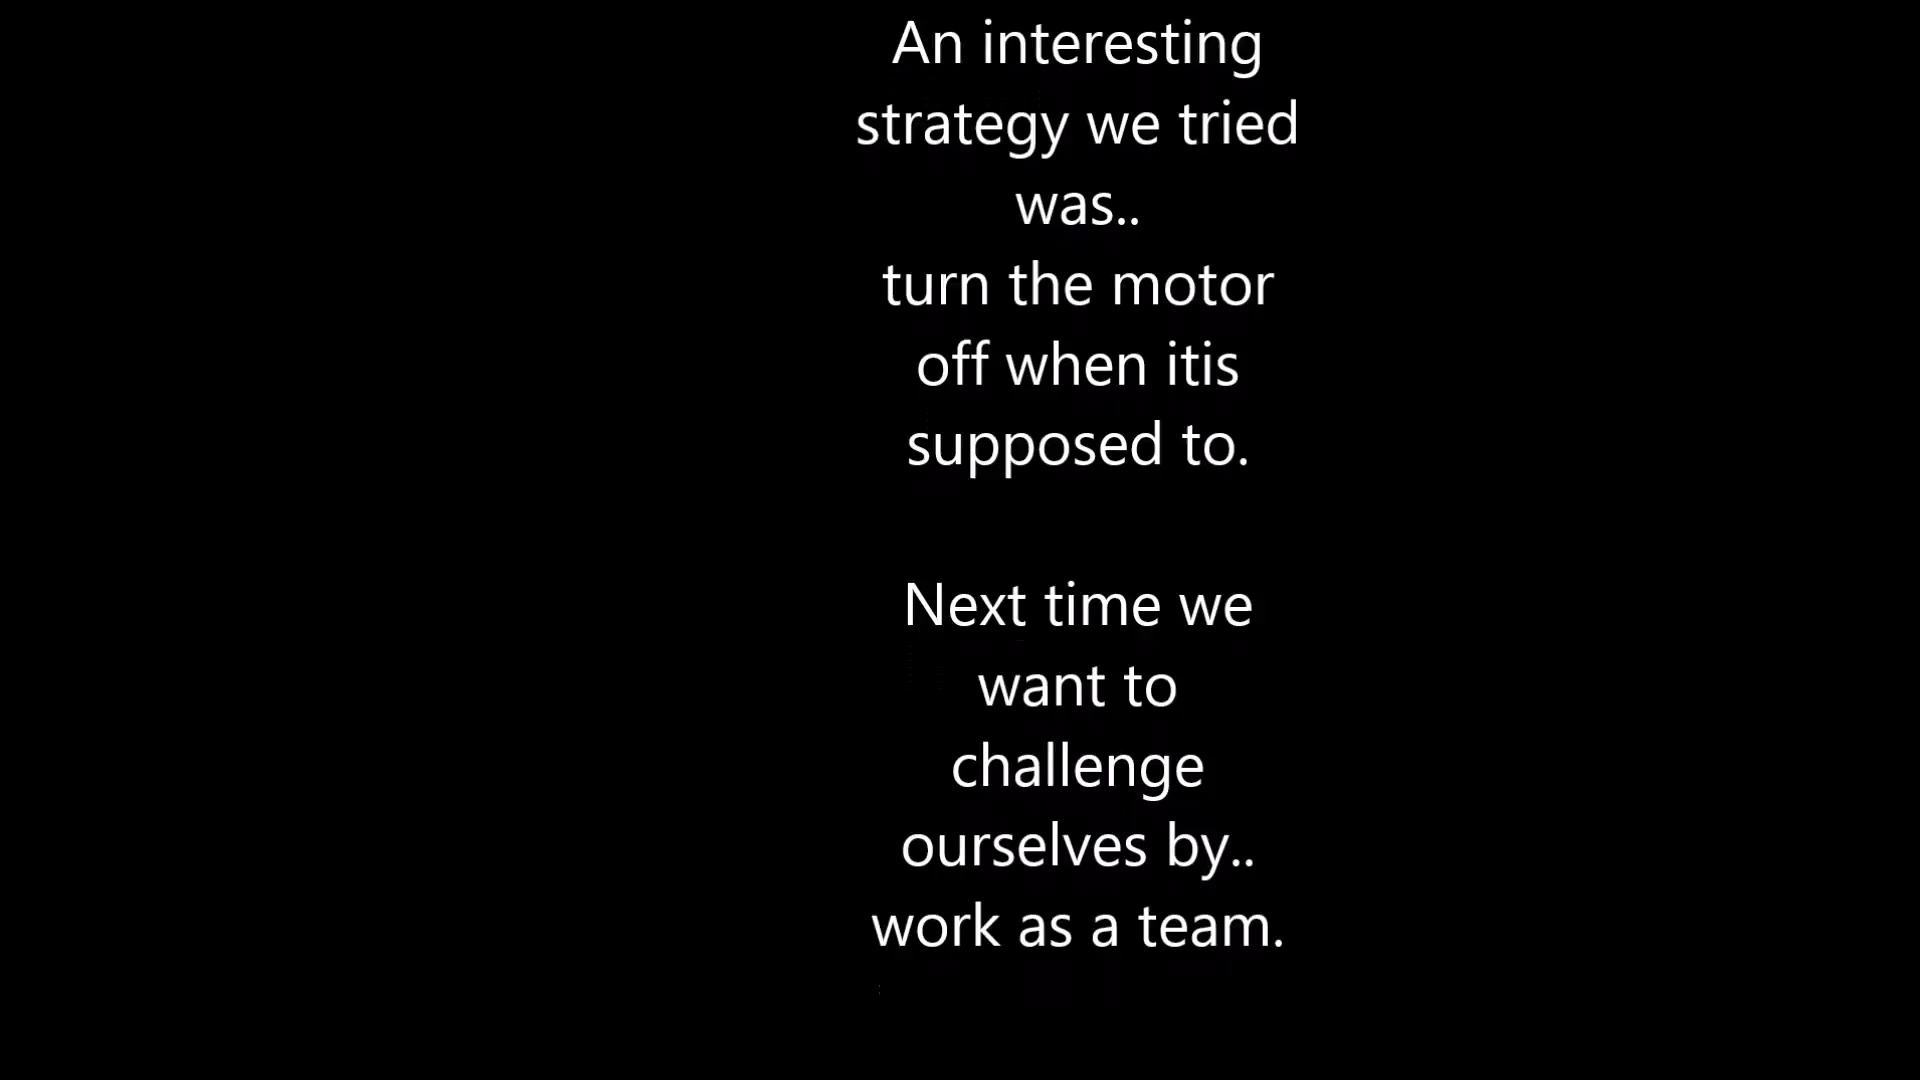 An interesting
strategy we tried
was..
turn the motor
off when itis
supposed to.
Next time we
want to
challenge
ourselves by..
work as a team.